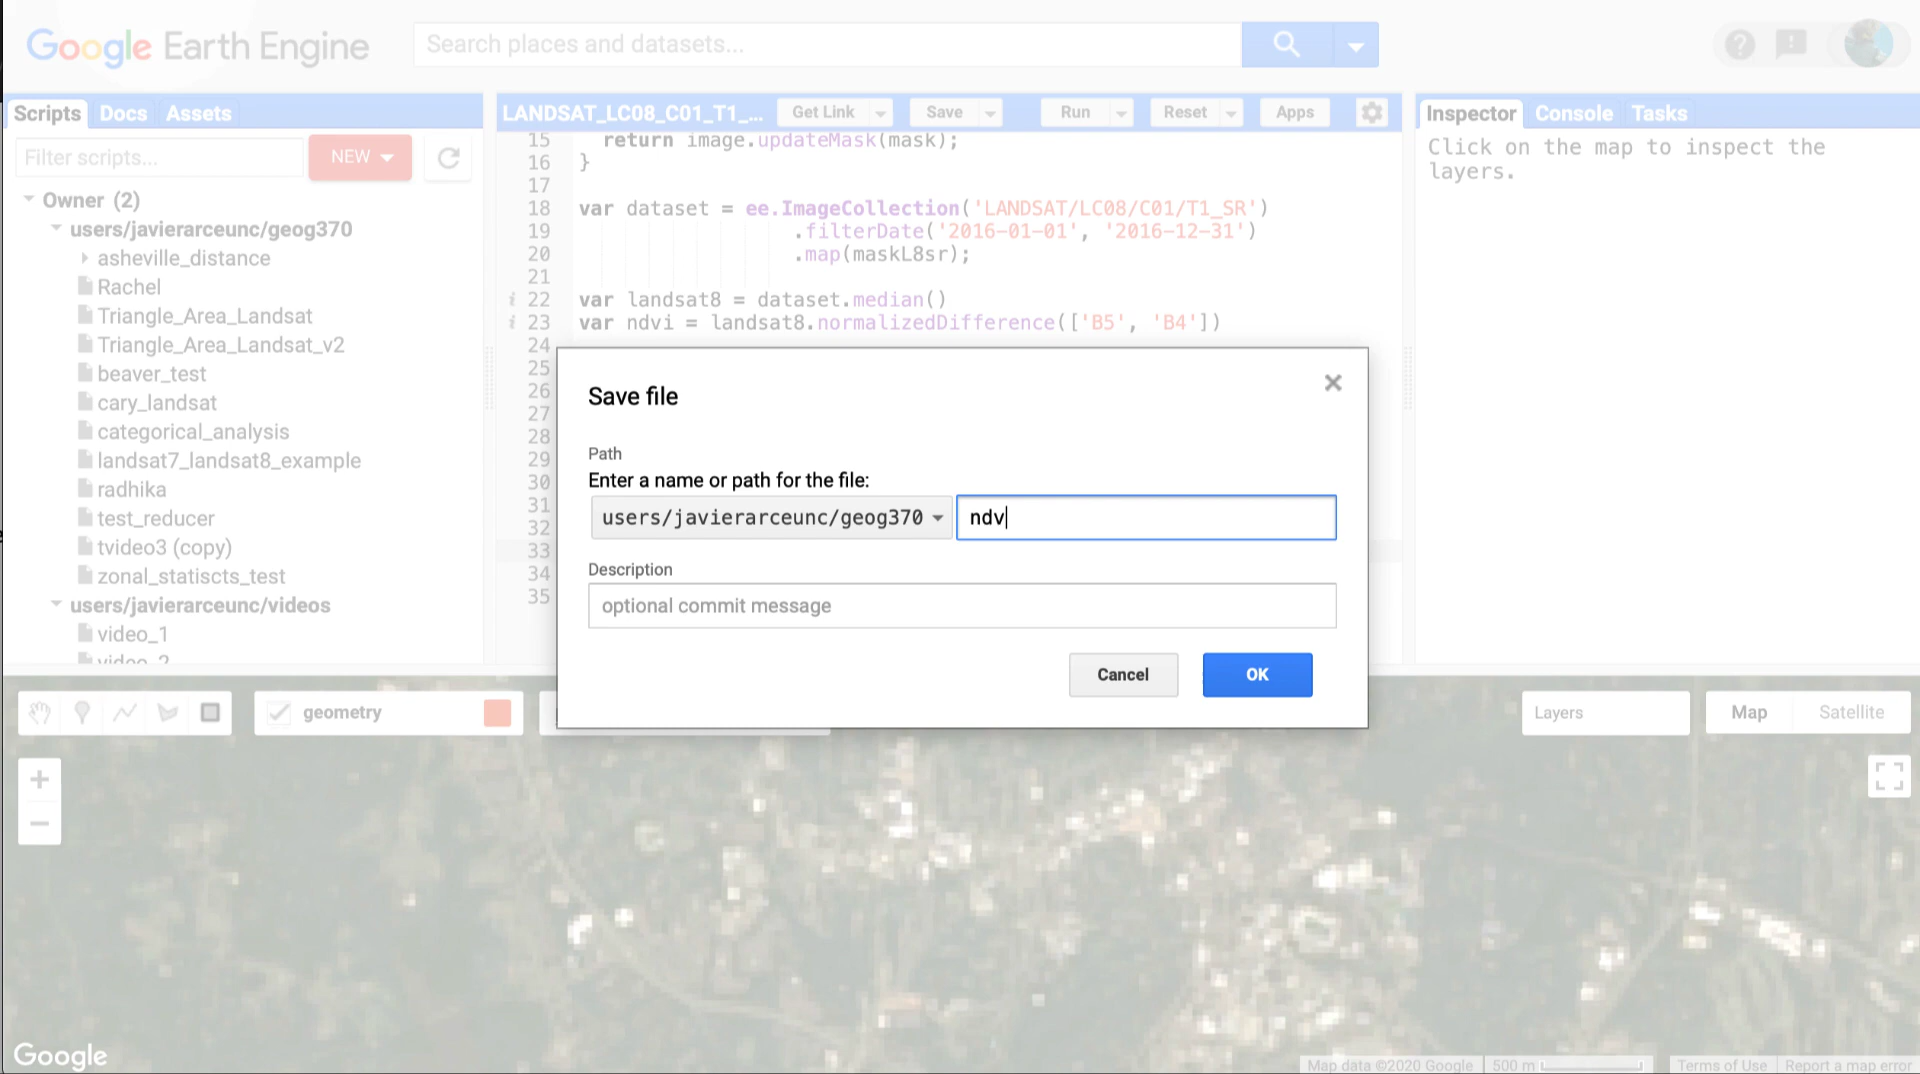 Google Earth Engine
Search places and datasets...
Scripts
Docs
Assets
Filter scripts...
NEW
Owner (2)
users/javierarceunc/geog370
asheville_distance
Rachel
Triangle_Area_Landsat
Triangle_Area_Landsat_v2
beaver_test
cary_landsat
categorical_analysis
landsat7_landsat8_example
radhika
test_reducer
tvideo3 (copy)
zonal_statiscts_test
users/javierarceunc/videos
video_1
video_2
LANDSAT_LC08_C01_T1_...
Get Link
Save
Run
Reset
Apps
15 return image.updateMask(mask);
16 }
17
18 var dataset = ee.ImageCollection('LANDSAT/LC08/C01/T1_SR')
19 .filterDate('2016-01-01', '2016-12-31')
20 .map(maskL8sr);
21
22 var landsat8 = dataset.median()
23 var ndvi = landsat8.normalizedDifference(['B5', 'B4'])
24
25
26
27
28
29
30
31
32
33
34
35
Inspector
Console
Tasks
Click on the map to inspect the
layers.
Save file
Path
Enter a name or path for the file:
users/javierarceunc/geog370
ndv
Description
optional commit message
Cancel
OK
geometry
Layers
Map
Satellite
Google
Map data ©2020 Google
500 m
Terms of Use
Report a map error